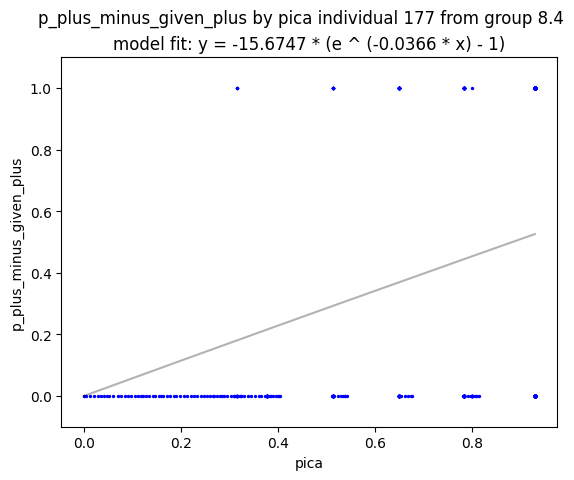 p_plus_minus_given_plus by pica individual 177 from group 8.4
model fit: y = -15.6747 * (e ^ (-0.0366 * x) - 1)
1.0
0.8
0.6
0.4
0.2
0.0
p_plus_minus_given_plus
0.0 0.2 0.4 0.6 0.8
pica